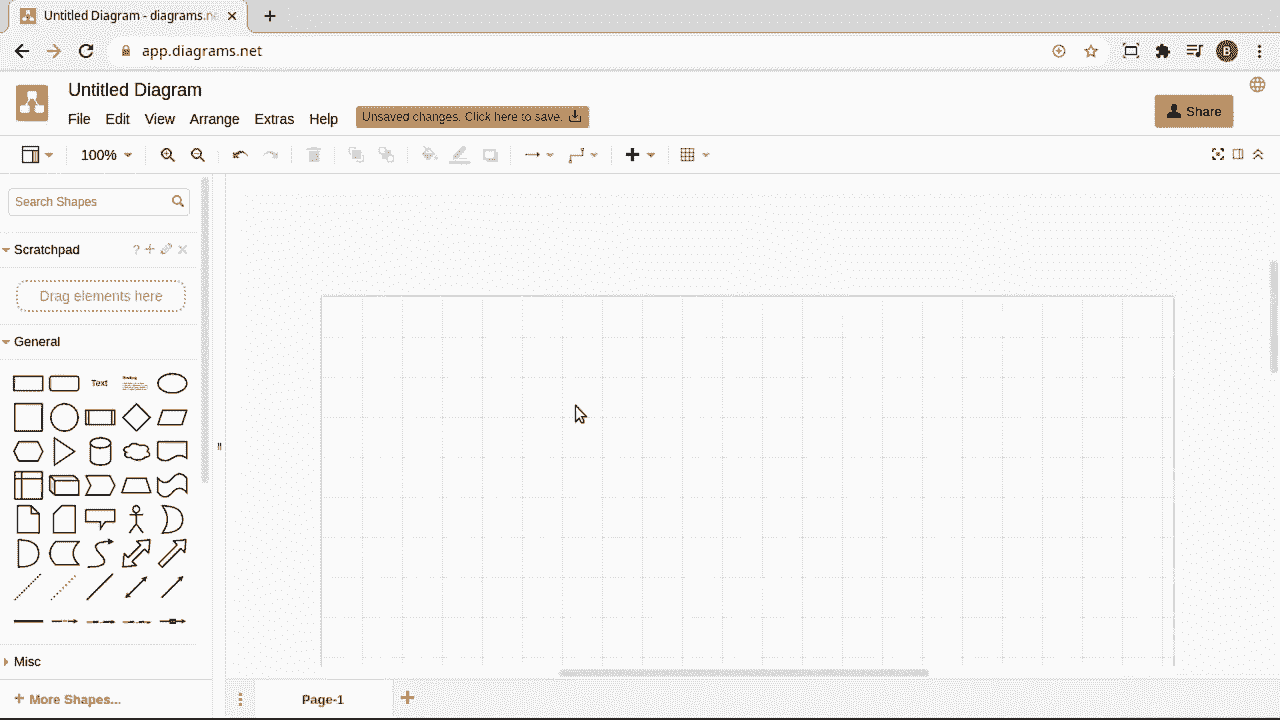 Untitled Diagram - diagrams.n
app.diagrams.net
B
Untitled Diagram
File Edit View Arrange Extras Help Unsaved changes. Click here to save.
Share
100%
Search Shapes
Scratchpad ?
Drag elements here
General
Text
Heading
Misc
+ More Shapes...
Page-1